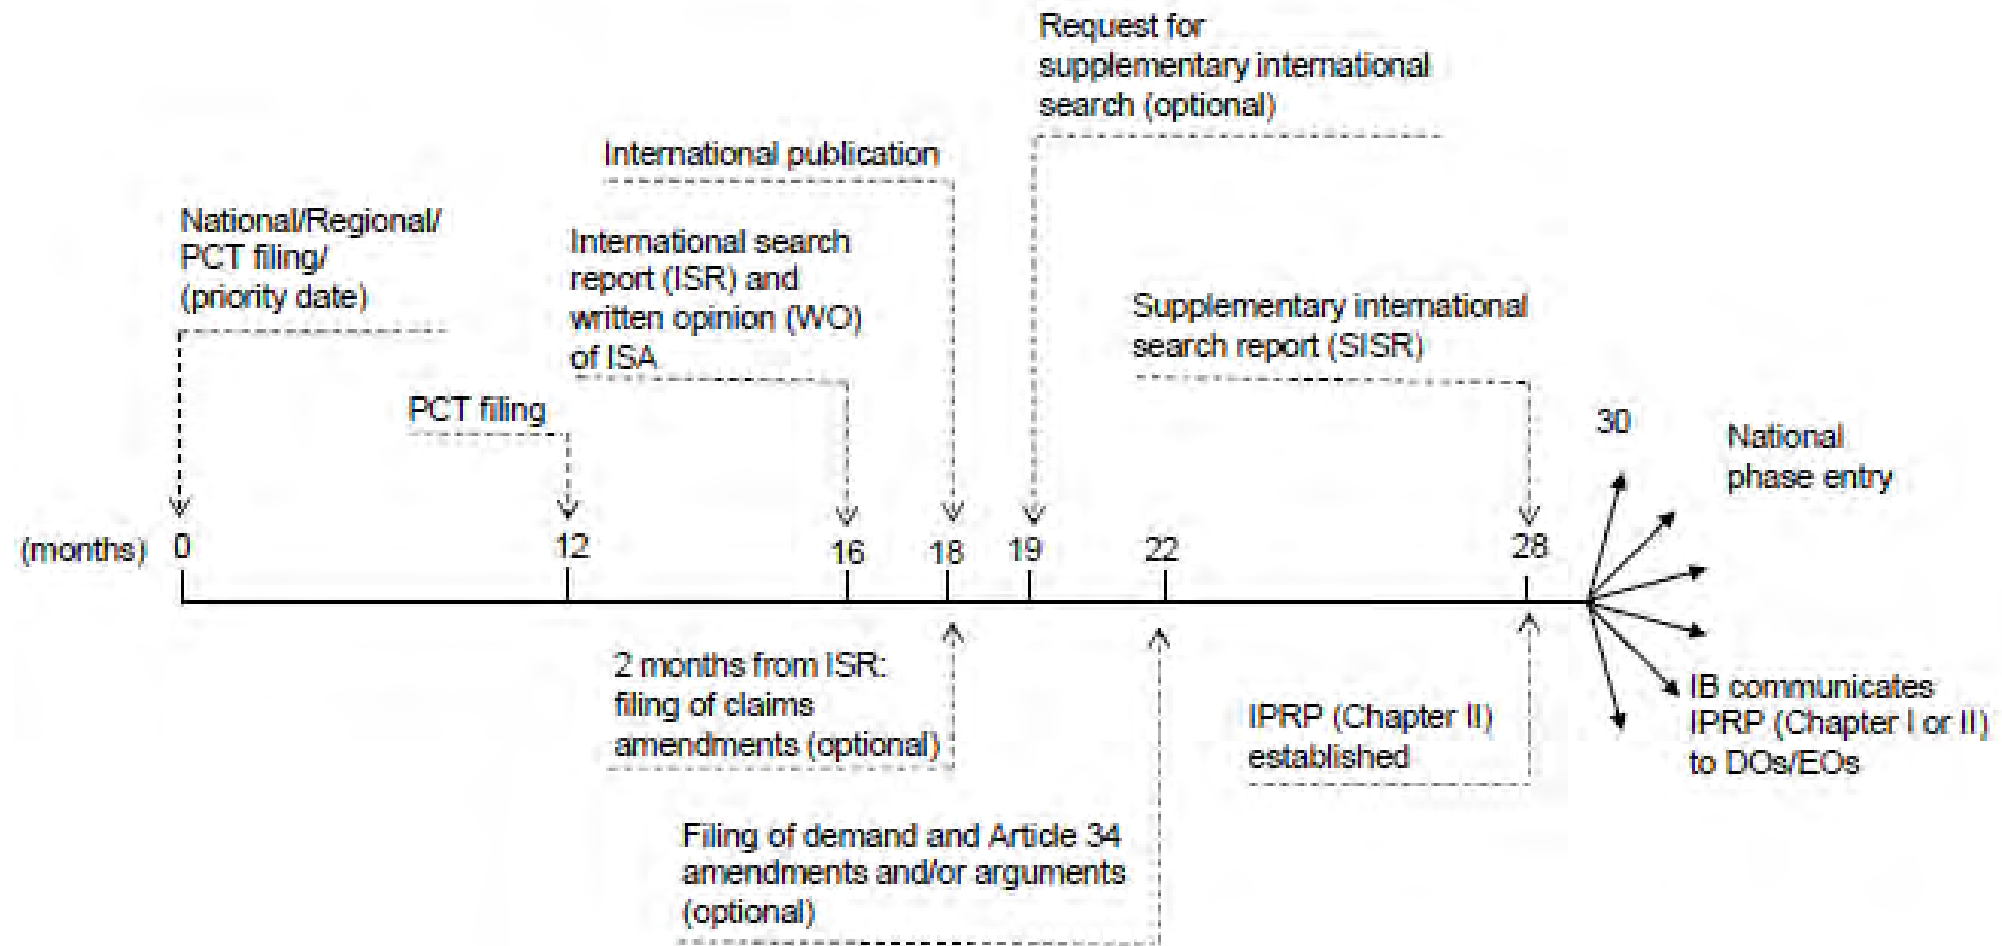 Request for
supplementary international
search (optional)
International publication
National/Regional/
PCT filing/
(priority date)
International search
report (ISR) and
written opinion (WO)
of ISA
Supplementary international
search report (SISR)
PCT filing
30
National
phase entry
(months) 0 12 16 18 19 22 28
2 months from ISR:
filing of claims
amendments (optional)
IPRP (Chapter II)
established
IB communicates
IPRP (Chapter I or II)
to DOs/EOs
Filing of demand and Article 34
amendments and/or arguments
(optional)